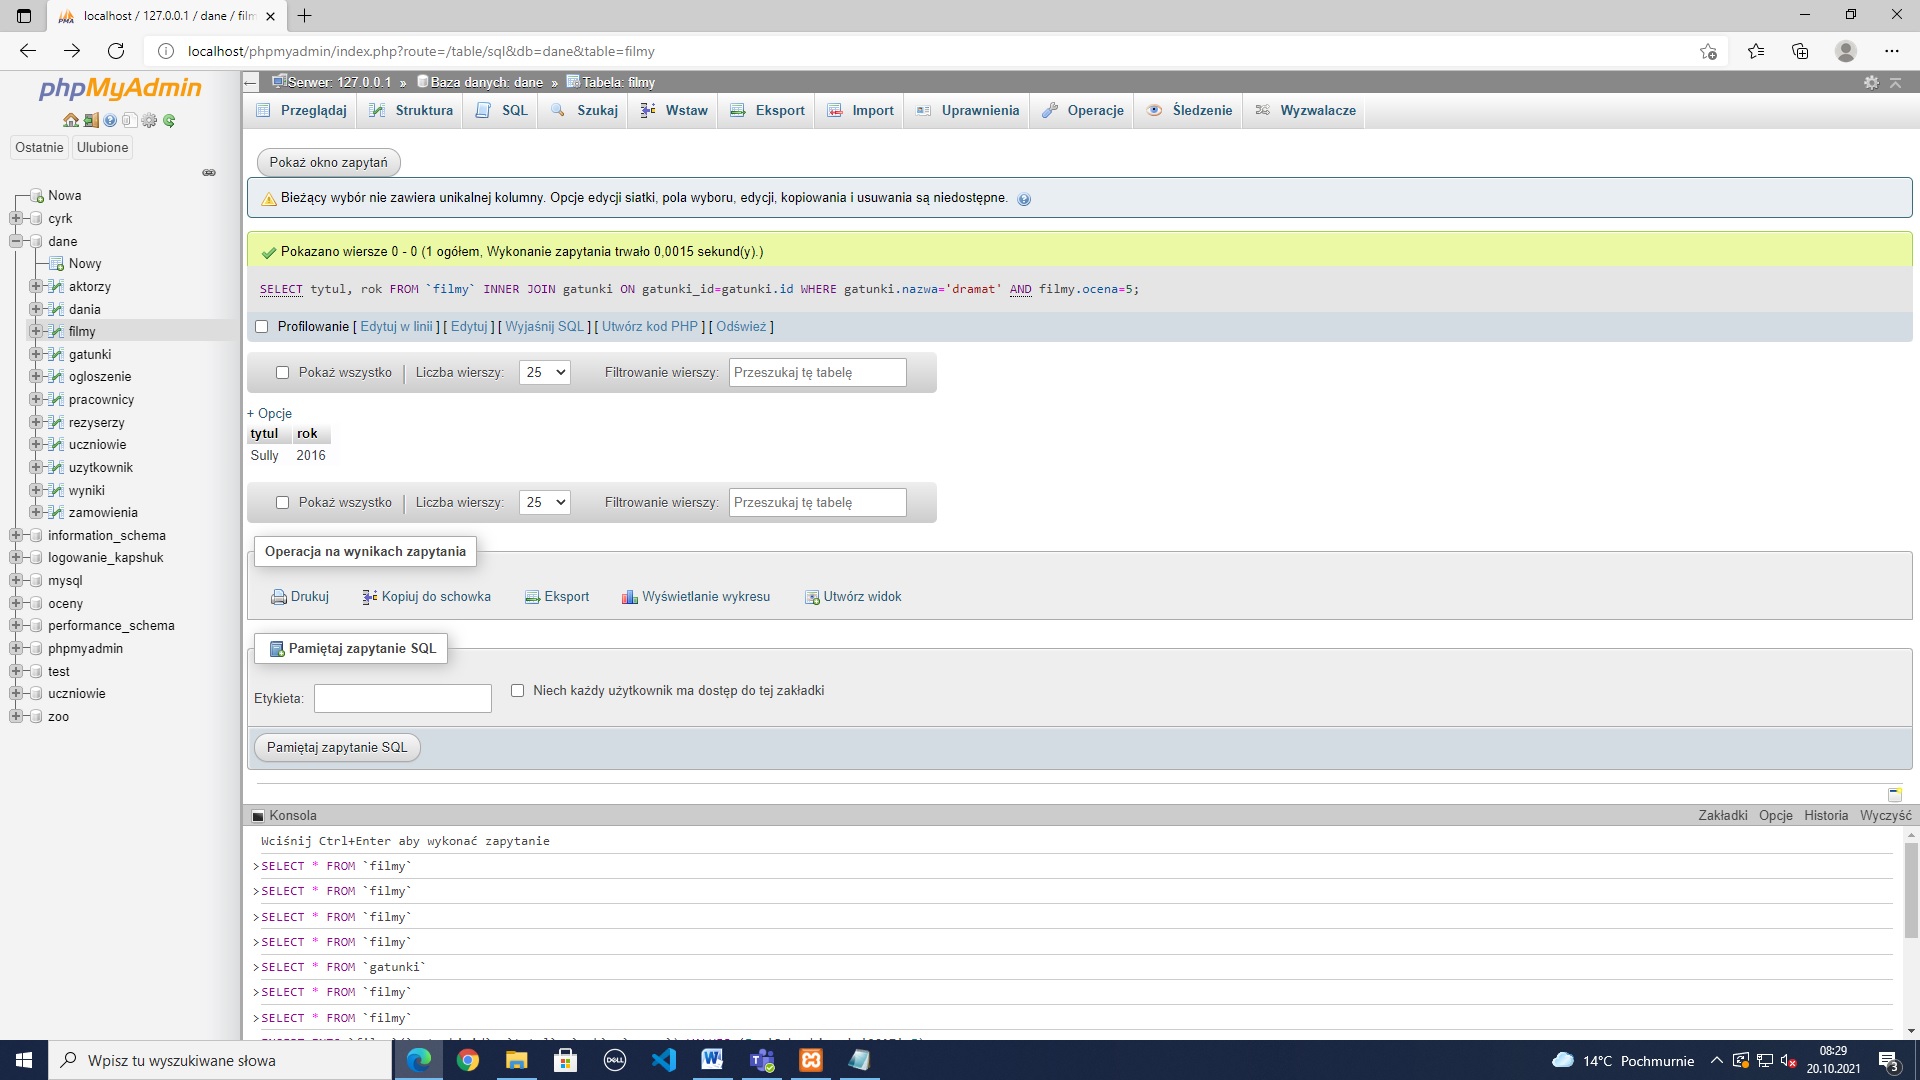 localhost / 127.0.0.1 / dane / film
localhost/phpmyadmin/index.php?route=/table/sql&db=dane&table=filmy
phpMyAdmin
Ostatnie Ulubione
Nowa
cyrk
dane
Nowy
aktorzy
dania
filmy
gatunki
ogloszenie
pracownicy
rezyserzy
uczniowie
uzytkownik
wyniki
zamowienia
information_schema
logowanie_kapshuk
mysql
oceny
performance_schema
phpmyadmin
test
uczniowie
zoo
Serwer: 127.0.0.1 » Baza danych: dane » Tabela: filmy
Przeglądaj Struktura SQL Szukaj Wstaw Eksport Import Uprawnienia Operacje Śledzenie Wyzwalacze
Pokaż okno zapytań
Bieżący wybór nie zawiera unikalnej kolumny. Opcje edycji siatki, pola wyboru, edycji, kopiowania i usuwania są niedostępne.
Pokazano wiersze 0 - 0 (1 ogółem, Wykonanie zapytania trwało 0,0015 sekund(y).)
SELECT tytul, rok FROM `filmy` INNER JOIN gatunki ON gatunki_id=gatunki.id WHERE gatunki.nazwa='dramat' AND filmy.ocena=5;
Profilowanie [ Edytuj w linii ] [ Edytuj ] [ Wyjaśnij SQL ] [ Utwórz kod PHP ] [ Odśwież ]
Pokaż wszystko | Liczba wierszy: 25 Filtrowanie wierszy: Przeszukaj tę tabelę
+ Opcje
tytul rok
Sully 2016
Pokaż wszystko | Liczba wierszy: 25 Filtrowanie wierszy: Przeszukaj tę tabelę
Operacja na wynikach zapytania
Drukuj Kopiuj do schowka Eksport Wyświetlanie wykresu Utwórz widok
Pamiętaj zapytanie SQL
Etykieta: Niech każdy użytkownik ma dostęp do tej zakładki
Pamiętaj zapytanie SQL
Konsola Zakładki Opcje Historia Wyczyść
Wciśnij Ctrl+Enter aby wykonać zapytanie
>SELECT * FROM `filmy`
>SELECT * FROM `filmy`
>SELECT * FROM `filmy`
>SELECT * FROM `filmy`
>SELECT * FROM `gatunki`
>SELECT * FROM `filmy`
>SELECT * FROM `filmy`
Wpisz tu wyszukiwane słowa
DELL
14°C Pochmurnie
08:29
20.10.2021
3